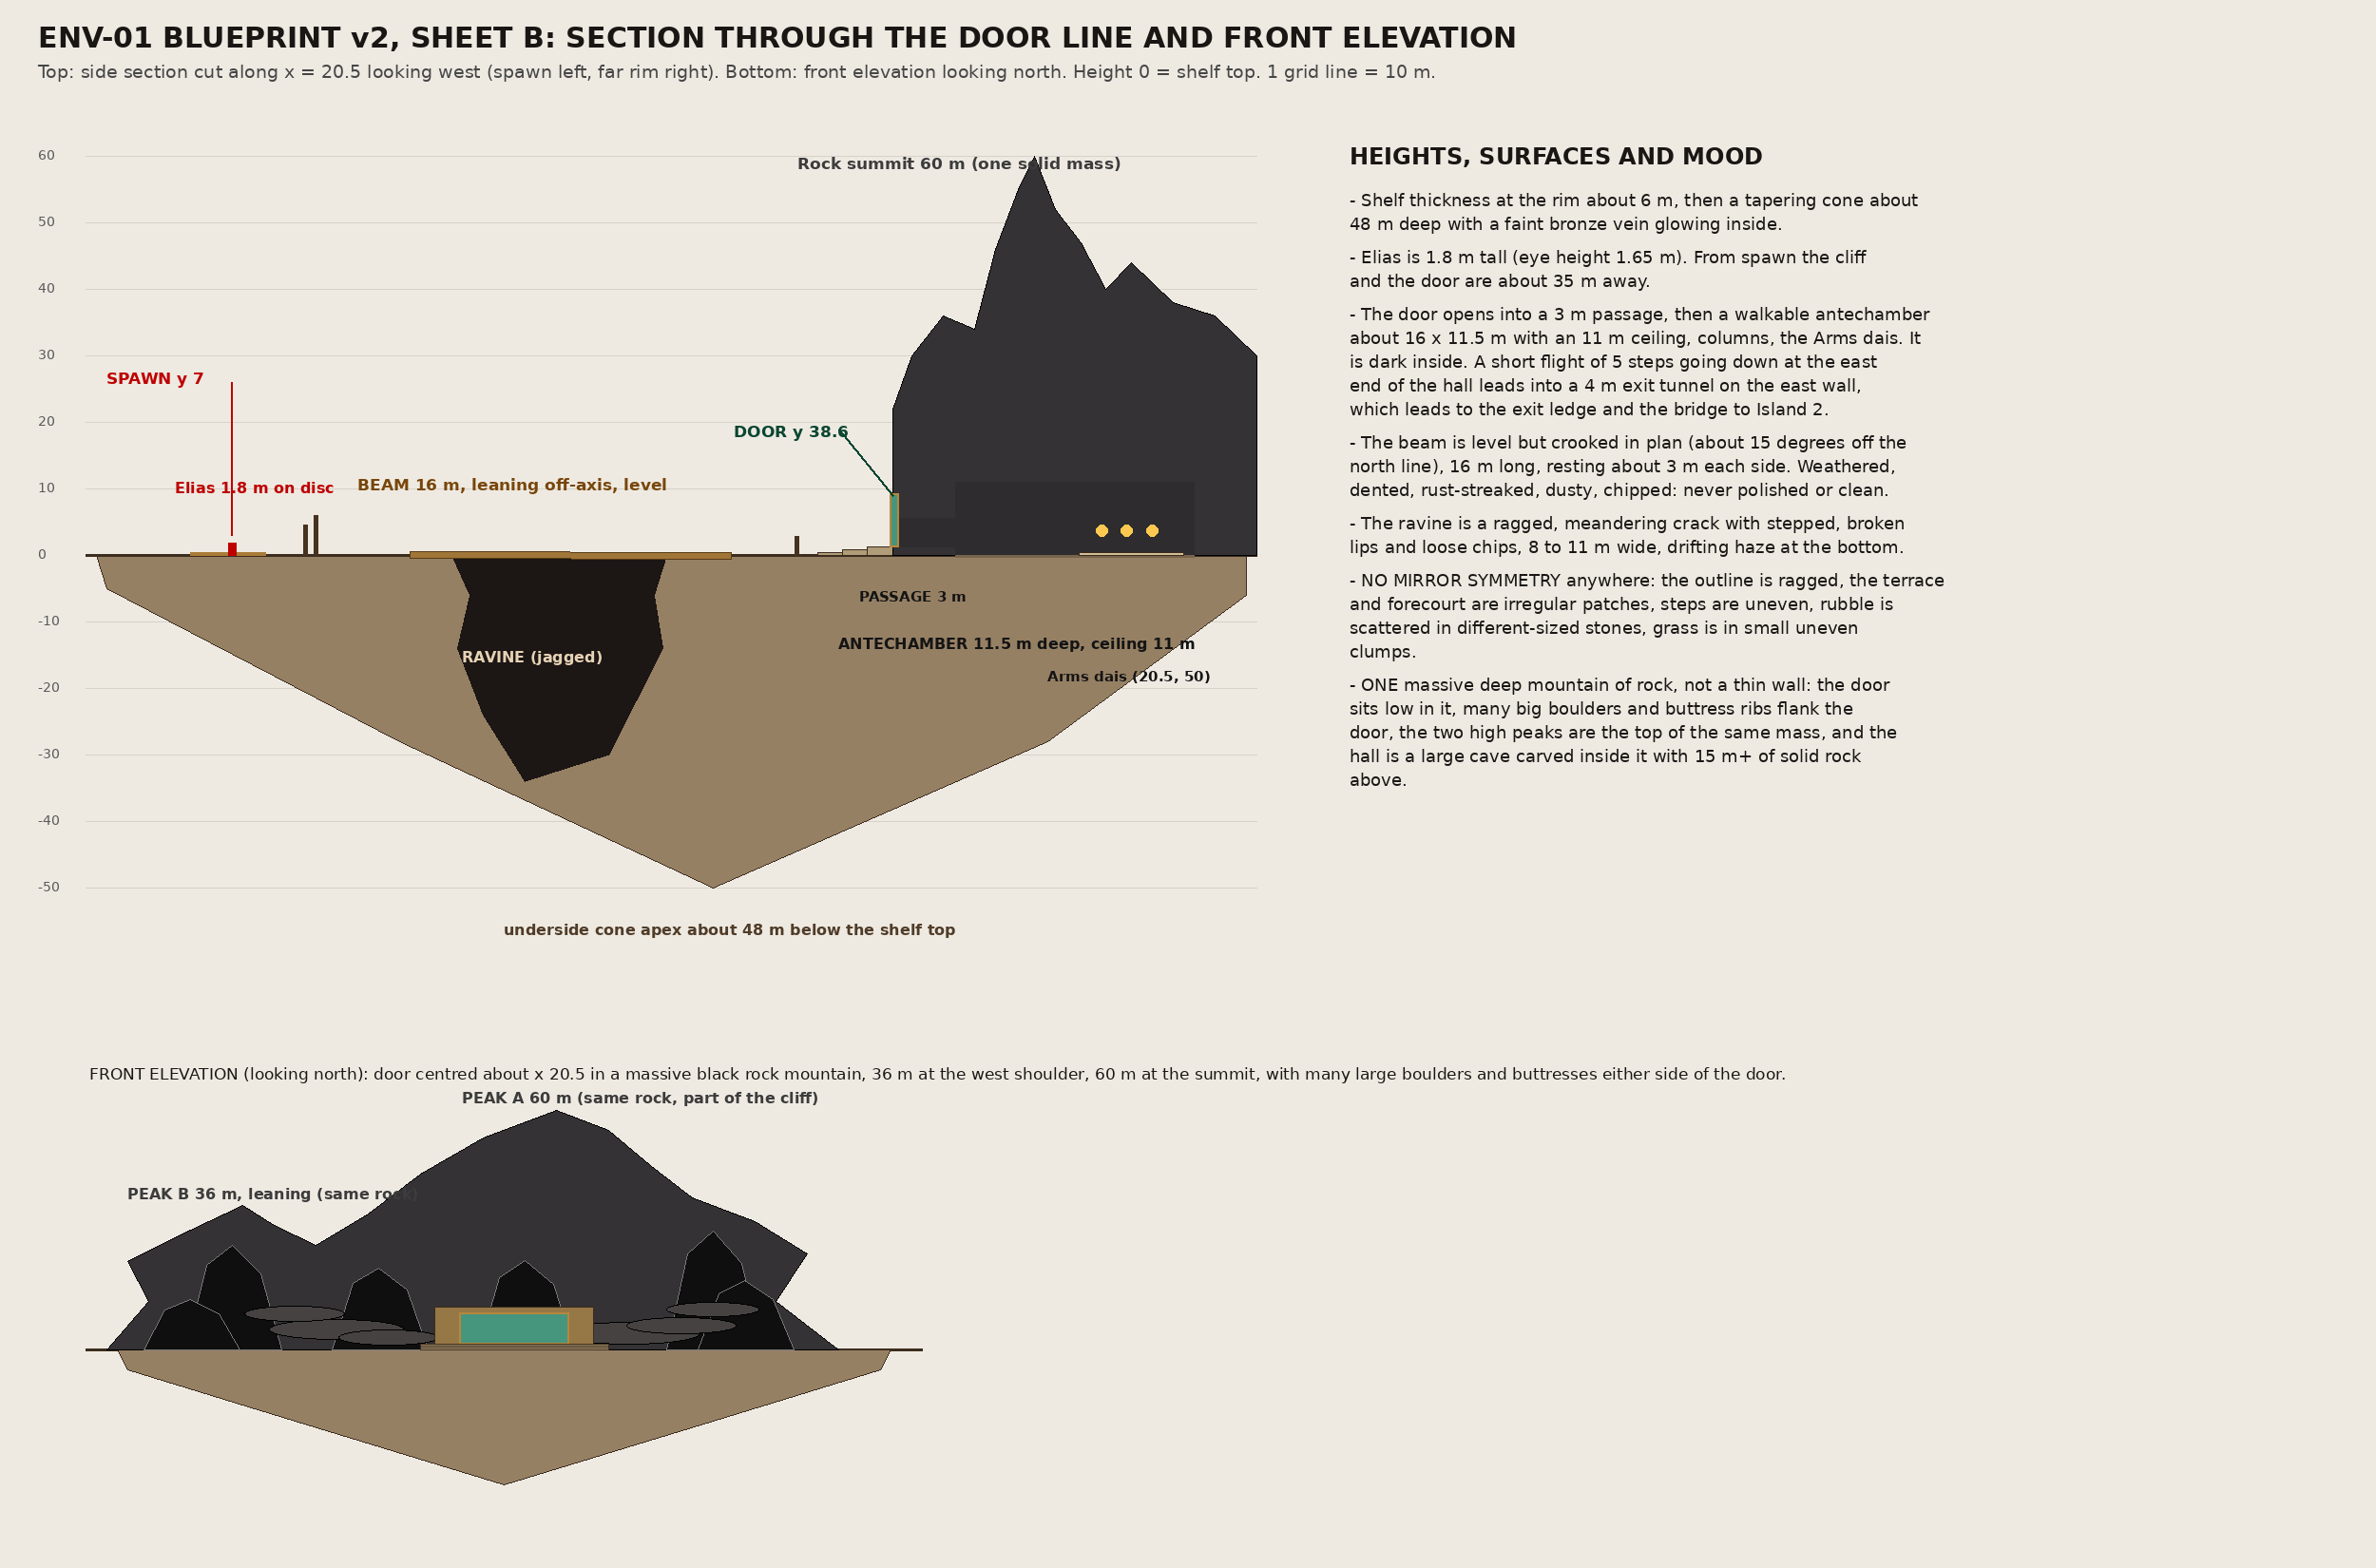 ENV-01 BLUEPRINT v2, SHEET B: SECTION THROUGH THE DOOR LINE AND FRONT ELEVATION
Top: side section cut along x = 20.5 looking west (spawn left, far rim right). Bottom: front elevation looking north. Height 0 = shelf top. 1 grid line = 10 m.
60
Rock summit 60 m (one solid mass)
50
40
30
SPAWN y 7
20
DOOR y 38.6
10
Elias 1.8 m on disc
BEAM 16 m, leaning off-axis, level
0
PASSAGE 3 m
-10
ANTECHAMBER 11.5 m deep, ceiling 11 m
RAVINE (jagged)
Arms dais (20.5, 50)
-20
-30
-40
-50
underside cone apex about 48 m below the shelf top
HEIGHTS, SURFACES AND MOOD
- Shelf thickness at the rim about 6 m, then a tapering cone about
48 m deep with a faint bronze vein glowing inside.
- Elias is 1.8 m tall (eye height 1.65 m). From spawn the cliff
and the door are about 35 m away.
- The door opens into a 3 m passage, then a walkable antechamber
about 16 x 11.5 m with an 11 m ceiling, columns, the Arms dais. It
is dark inside. A short flight of 5 steps going down at the east
end of the hall leads into a 4 m exit tunnel on the east wall,
which leads to the exit ledge and the bridge to Island 2.
- The beam is level but crooked in plan (about 15 degrees off the
north line), 16 m long, resting about 3 m each side. Weathered,
dented, rust-streaked, dusty, chipped: never polished or clean.
- The ravine is a ragged, meandering crack with stepped, broken
lips and loose chips, 8 to 11 m wide, drifting haze at the bottom.
- NO MIRROR SYMMETRY anywhere: the outline is ragged, the terrace
and forecourt are irregular patches, steps are uneven, rubble is
scattered in different-sized stones, grass is in small uneven
clumps.
- ONE massive deep mountain of rock, not a thin wall: the door
sits low in it, many big boulders and buttress ribs flank the
door, the two high peaks are the top of the same mass, and the
hall is a large cave carved inside it with 15 m+ of solid rock
above.
FRONT ELEVATION (looking north): door centred about x 20.5 in a massive black rock mountain, 36 m at the west shoulder, 60 m at the summit, with many large boulders and buttresses either side of the door.
PEAK A 60 m (same rock, part of the cliff)
PEAK B 36 m, leaning (same rock)